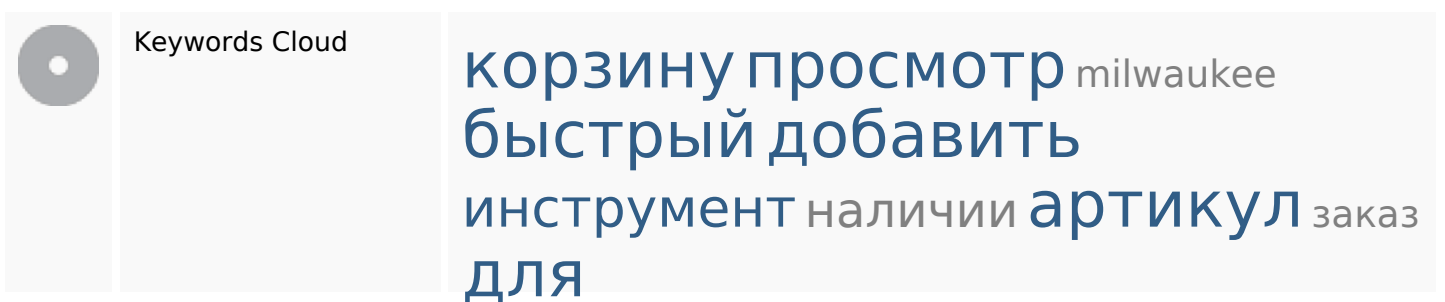 Keywords Cloud
корзину просмотр milwaukee
быстрый добавить
инструмент наличии артикул заказ
для